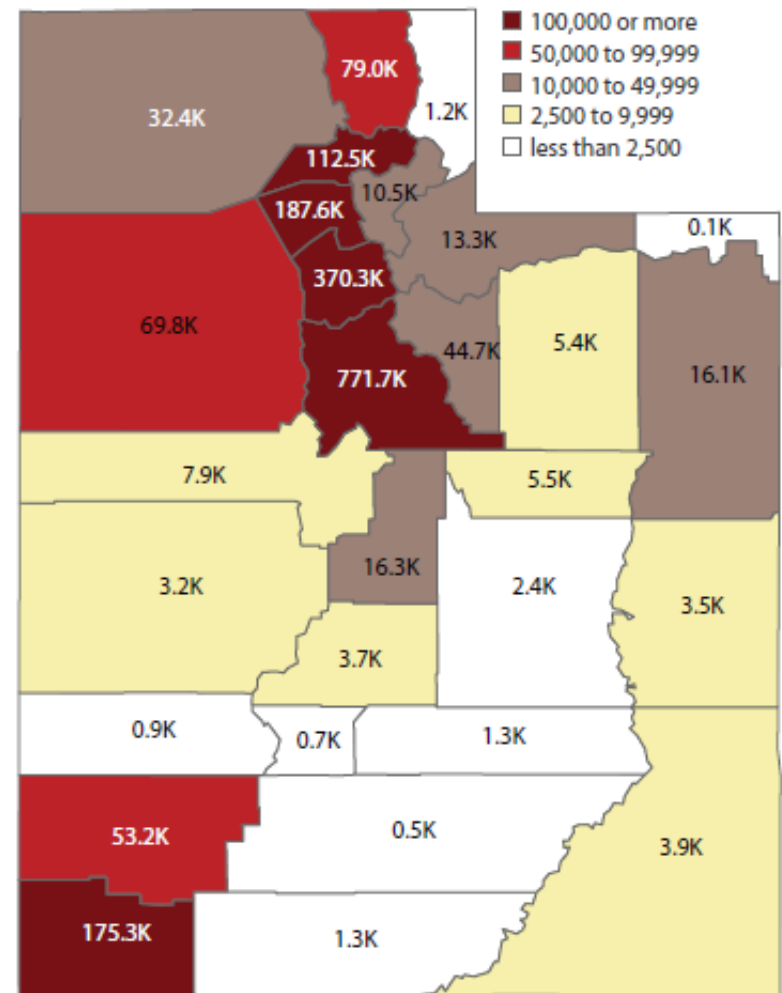 100,000 or more
50,000 to 99,999
10,000 to 49,999
2,500 to 9,999
less than 2,500
79.0K
32.4K
1.2K
112.5K
10.5K
187.6K
13.3K
0.1K
370.3K
69.8K
44.7K
5.4K
16.1K
771.7K
7.9K
5.5K
16.3K
3.2K
2.4K
3.5K
3.7K
0.9K
0.7K
1.3K
53.2K
0.5K
3.9K
175.3K
1.3K